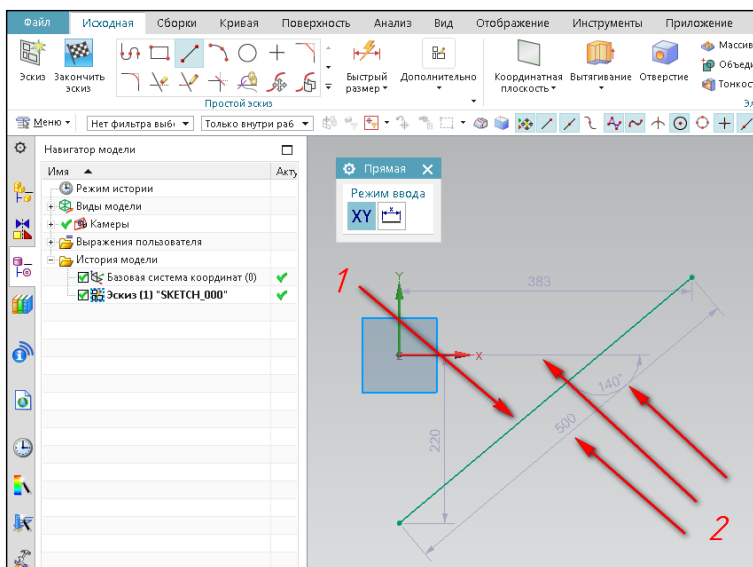 Файл Исходная Сборки Кривая Поверхность Анализ Вид Отображение Инструменты Приложение
Эскиз Закончить эскиз Быстрый размер Дополнительно Координатная плоскость Вытягивание Отверстие
Массив
Объеди
Тонкос
Простой эскиз
Меню Нет фильтра выб Только внутри раб
Навигатор модели
Имя Акту
Режим истории
Виды модели
Камеры
Выражения пользователя
История модели
Базовая система координат (0)
Эскиз (1) "SKETCH_000"
Прямая
Режим ввода
XY
1
Y
383
Z
X
140°
500
220
2